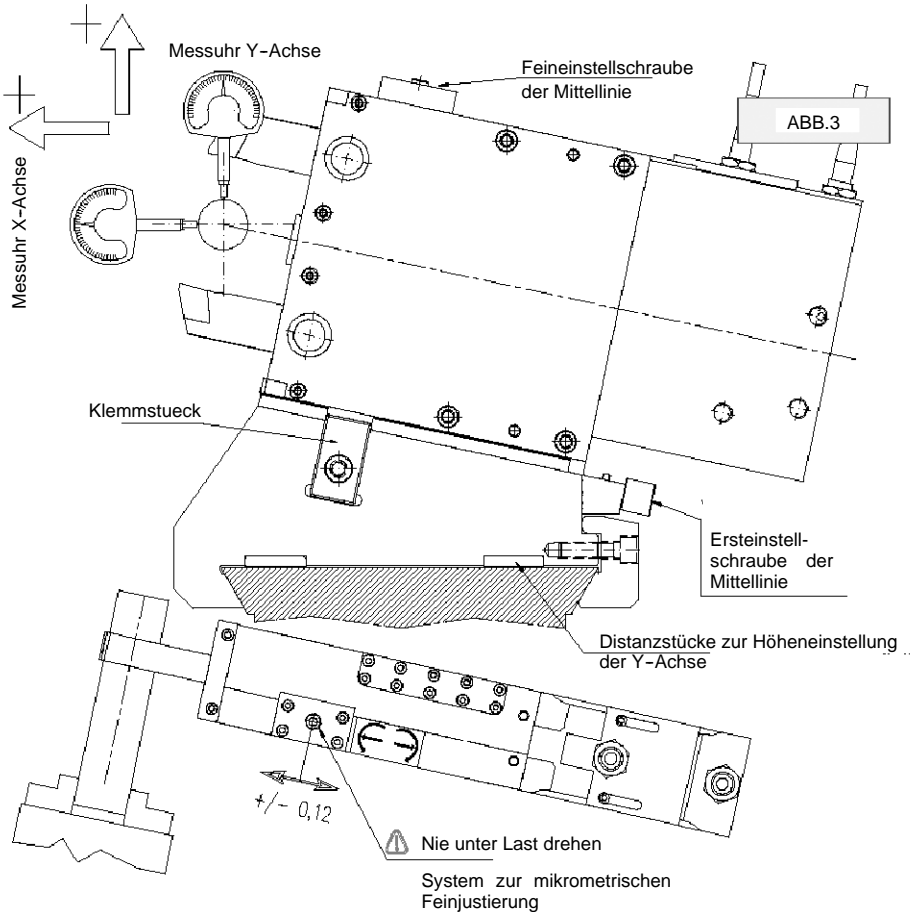 Messuhr Y-Achse
Feineinstellschraube
der Mittellinie
ABB.3
Messuhr X-Achse
Klemmstueck
Ersteinstell-
schraube der
Mittellinie
Distanzstücke zur Höheneinstellung
der Y-Achse
+/- 0,12
Nie unter Last drehen
System zur mikrometrischen
Feinjustierung